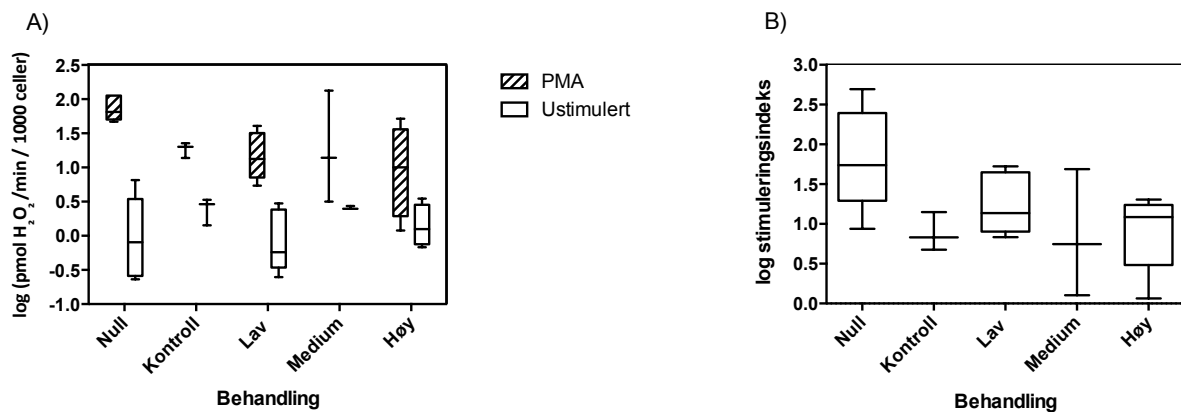 A)
log (pmol H₂O₂/min / 1000 celler)
2.5
2.0
1.5
1.0
0.5
0.0
-0.5
-1.0
Null
Kontroll
Lav
Medium
Høy
Behandling
PMA
Ustimulert
B)
log stimuleringsindeks
3.0
2.5
2.0
1.5
1.0
0.5
0.0
Null
Kontroll
Lav
Medium
Høy
Behandling